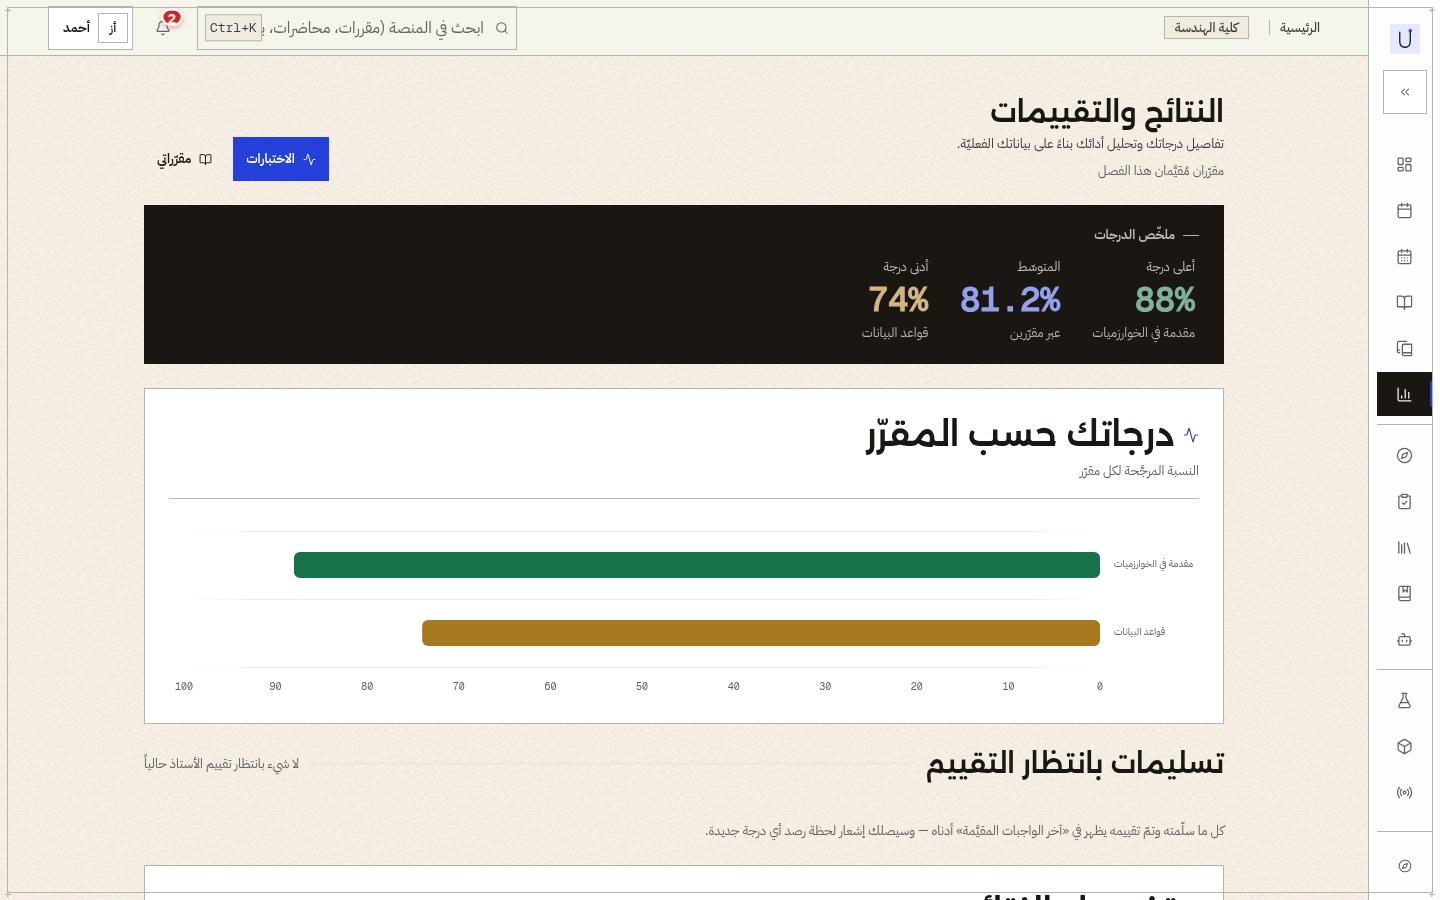 الرئيسية
كلية الهندسة
ابحث في المنصة (مقررات، محاضرات، ب
Ctrl+K
2
أز
أحمد
النتائج والتقييمات
تفاصيل درجاتك وتحليل أدائك بناءً على بياناتك الفعليّة.
مقرّران مُقيَّمان هذا الفصل
الاختبارات
مقرّراتي
ملخّص الدرجات
أعلى درجة
88%
مقدمة في الخوارزميات
المتوسّط
81.2%
عبر مقرّرين
أدنى درجة
74%
قواعد البيانات
درجاتك حسب المقرّر
النسبة المرجَّحة لكل مقرّر
مقدمة في الخوارزميات
قواعد البيانات
0 10 20 30 40 50 60 70 80 90 100
تسليمات بانتظار التقييم
لا شيء بانتظار تقييم الأستاذ حالياً
كل ما سلّمته وتمّ تقييمه يظهر في «آخر الواجبات المقيَّمة» أدناه — وسيصلك إشعار لحظة رصد أي درجة جديدة.